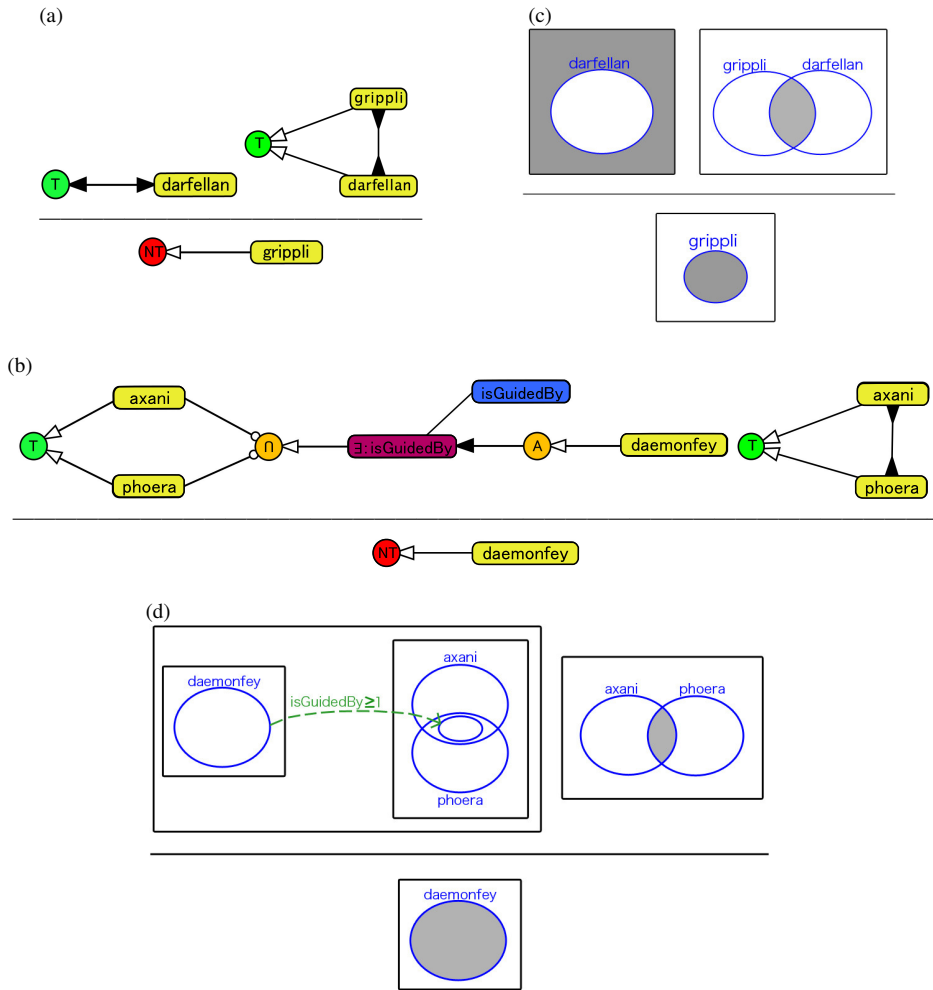 (a)
grippli
T
darfellan
T
darfellan
NT
grippli
(c)
darfellan
grippli
darfellan
grippli
(b)
axani
isGuidedBy
axani
T
∩
∃:isGuidedBy
A
daemonfey
T
phoera
phoera
NT
daemonfey
(d)
daemonfey
isGuidedBy≥1
axani
phoera
axani
phoera
daemonfey